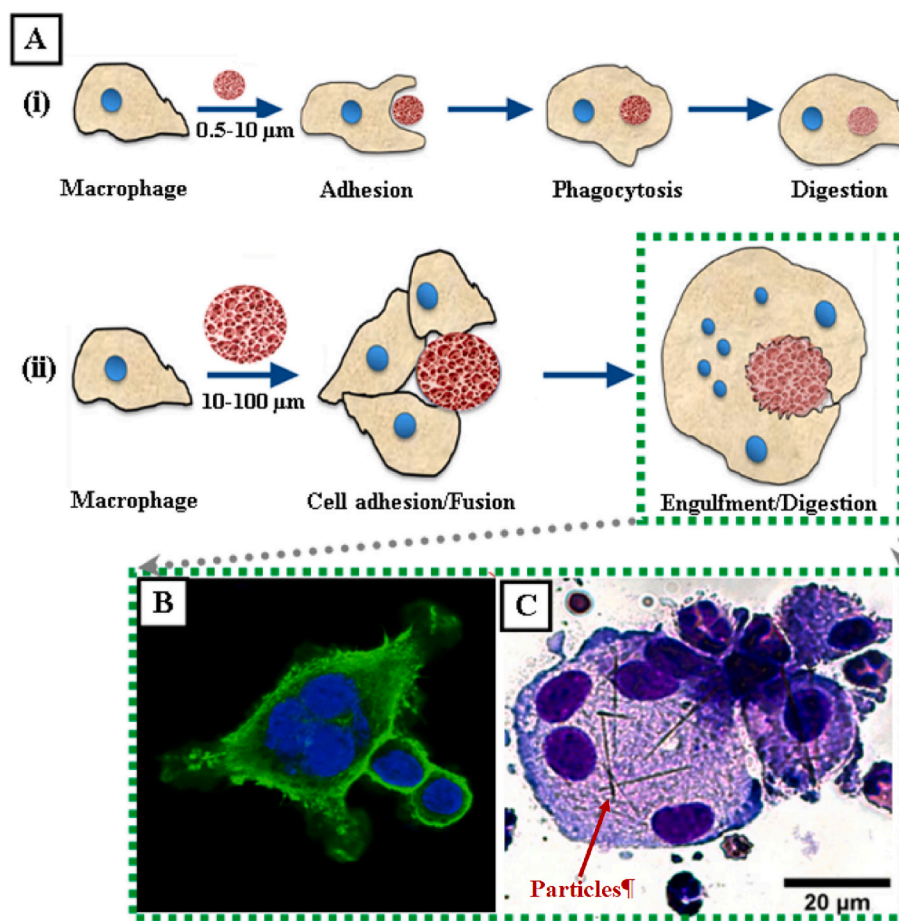 A
(i)
0.5-10 µm
Macrophage
Adhesion
Phagocytosis
Digestion
(ii)
10-100 µm
Macrophage
Cell adhesion/Fusion
Engulfment/Digestion
B
C
Particles¶
20 µm